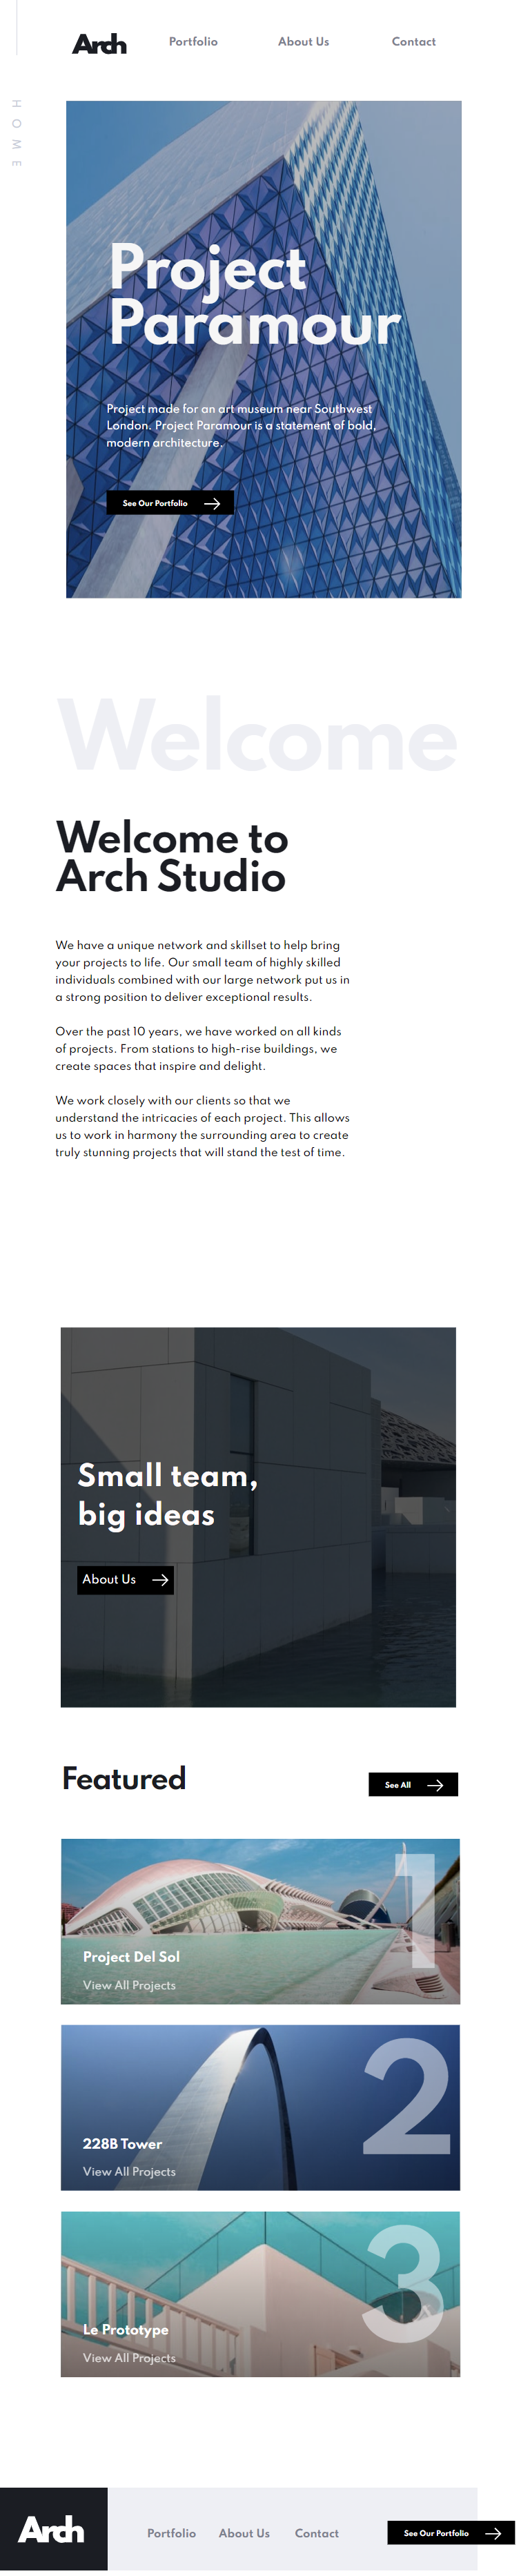 Arch Portfolio About Us Contact
HOME
Project
Paramour
Project made for an art museum near Southwest
London. Project Paramour is a statement of bold,
modern architecture.
See Our Portfolio
Welcome
Welcome to
Arch Studio
We have a unique network and skillset to help bring
your projects to life. Our small team of highly skilled
individuals combined with our large network put us in
a strong position to deliver exceptional results.
Over the past 10 years, we have worked on all kinds
of projects. From stations to high-rise buildings, we
create spaces that inspire and delight.
We work closely with our clients so that we
understand the intricacies of each project. This allows
us to work in harmony the surrounding area to create
truly stunning projects that will stand the test of time.
Small team,
big ideas
About Us
Featured See All
1
Project Del Sol
View All Projects
2
228B Tower
View All Projects
3
Le Prototype
View All Projects
Arch Portfolio About Us Contact See Our Portfolio